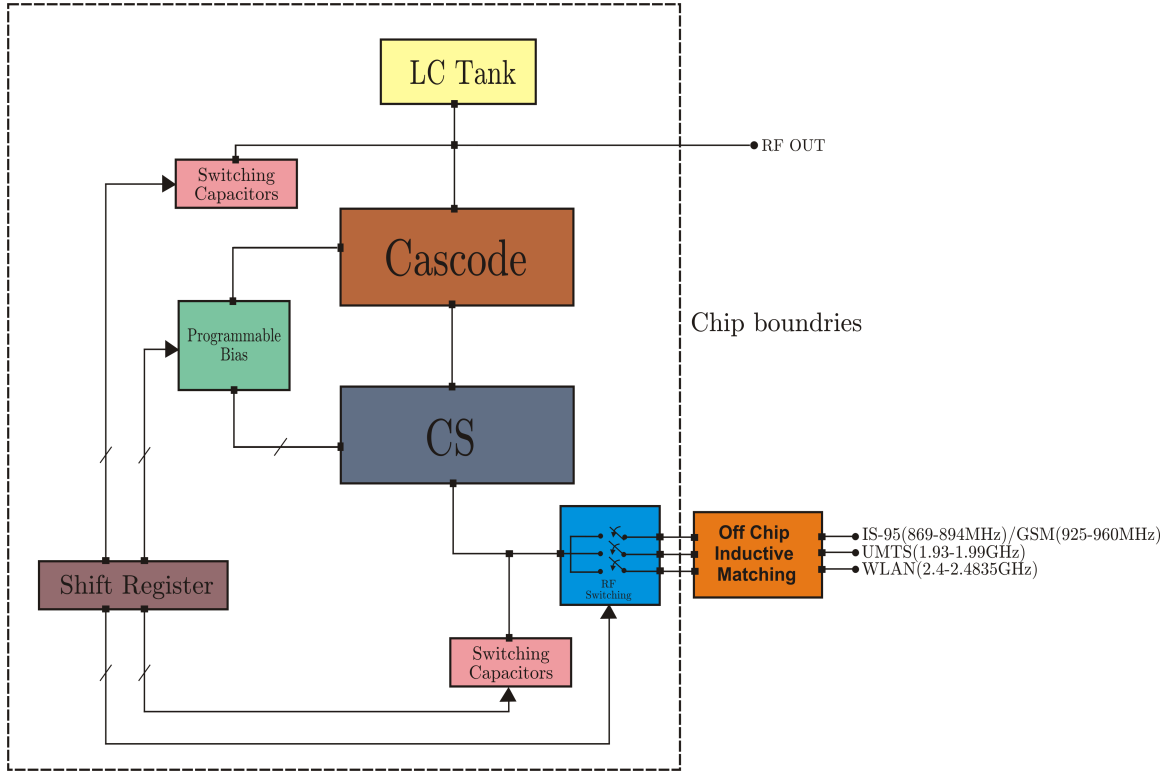 LC Tank
RF OUT
Switching
Capacitors
Cascode
Chip boundries
Programmable
Bias
CS
Off Chip
Inductive
Matching
IS-95(869-894MHz)/GSM(925-960MHz)
UMTS(1.93-1.99GHz)
WLAN(2.4-2.4835GHz)
RF
Switching
Shift Register
Switching
Capacitors